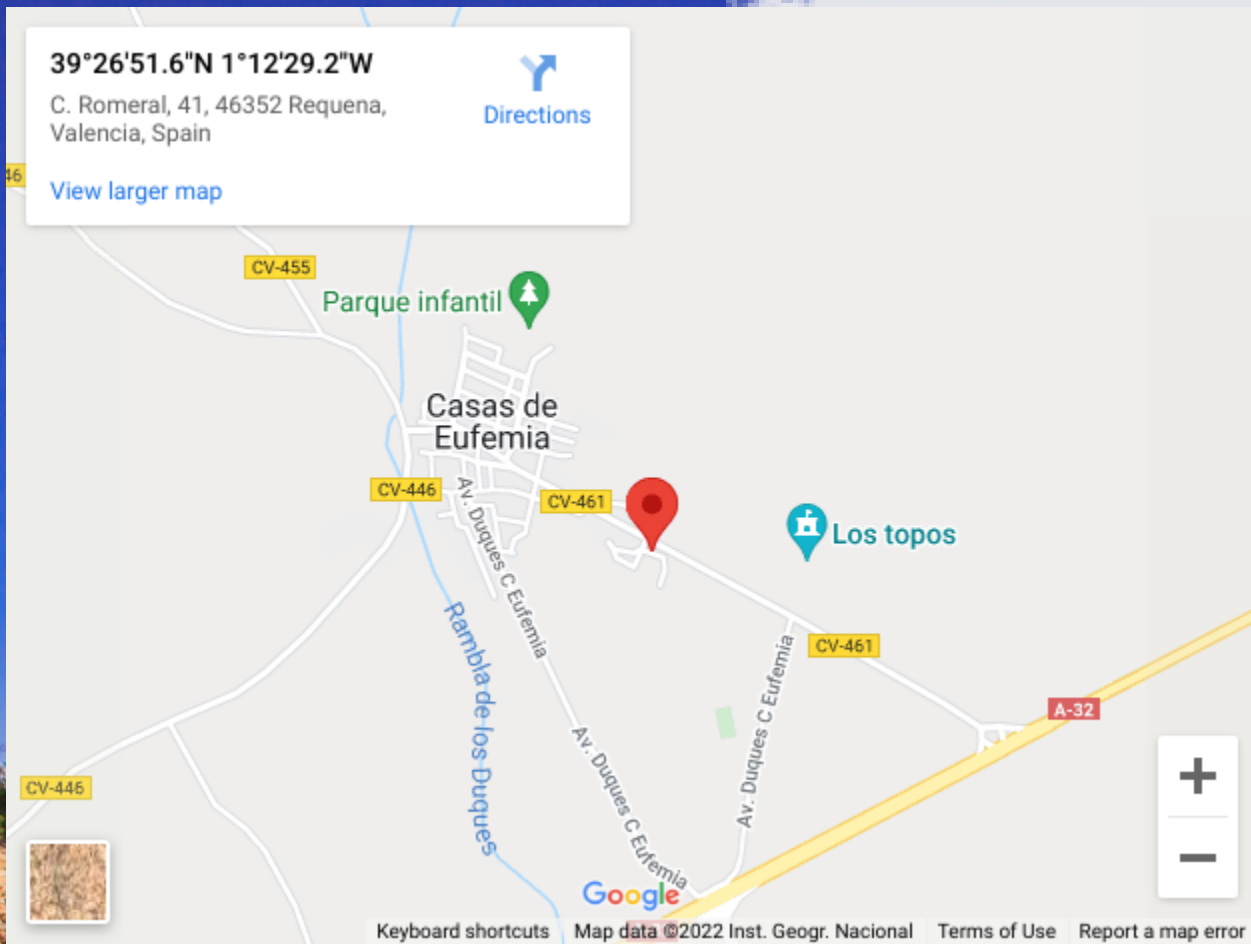 39°26'51.6"N 1°12'29.2"W
C. Romeral, 41, 46352 Requena,
Valencia, Spain
Directions
View larger map
46
CV-455
Parque infantil
Casas de
Eufemia
CV-446
CV-461
Av. Duques C Eufemia
Los topos
Rambla de los Duques
CV-461
Av. Duques C Eufemia
A-32
Av. Duques C Eufemia
CV-446
Google
Keyboard shortcuts
Map data ©2022 Inst. Geogr. Nacional
Terms of Use
Report a map error